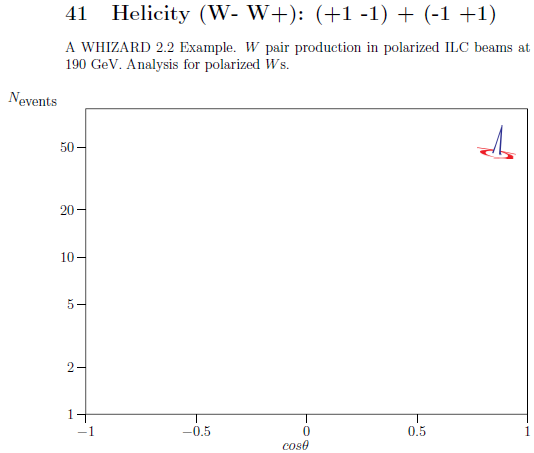 41 Helicity (W- W+): (+1 -1) + (-1 +1)
A WHIZARD 2.2 Example. W pair production in polarized ILC beams at
190 GeV. Analysis for polarized Ws.
Nevents
50
20
10
5
2
1
−1 −0.5 0 0.5 1
cosθ